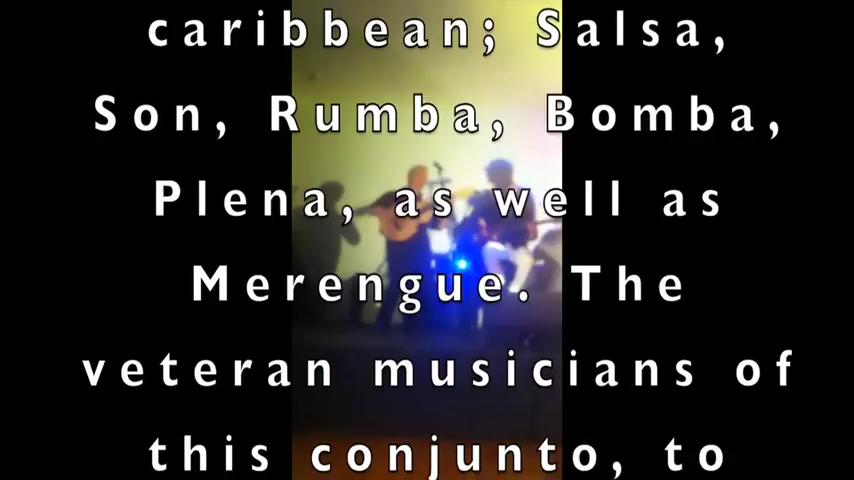 caribbean; Salsa,
Son, Rumba, Bomba,
Plena, as well as
Merengue. The
veteran musicians of
this conjunto, to